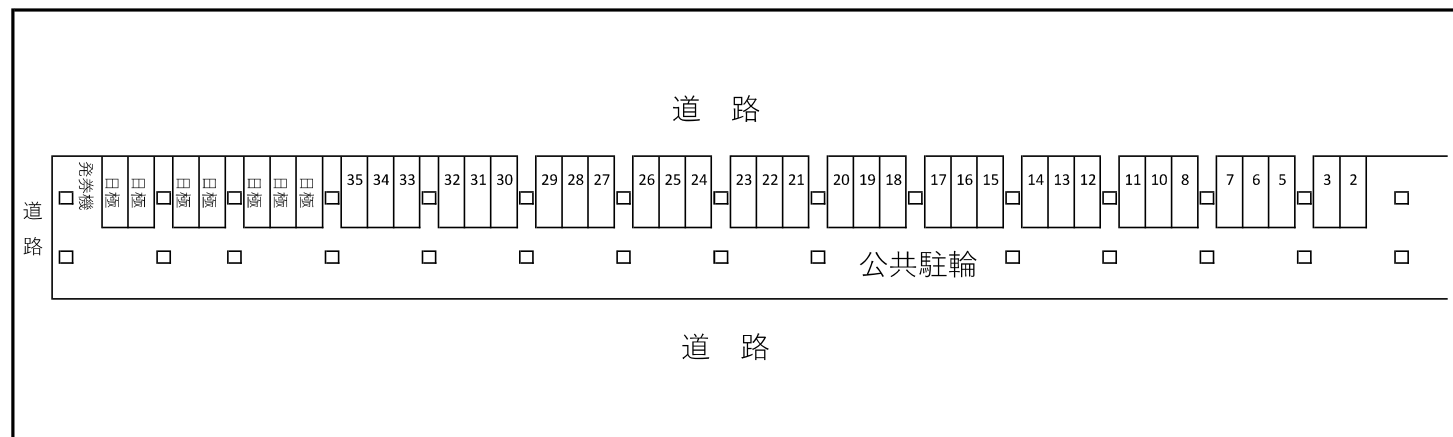 道 路
道
路
発券機 日極 日極 日極 日極 日極 日極 日極 35 34 33 32 31 30 29 28 27 26 25 24 23 22 21 20 19 18 17 16 15 14 13 12 11 10 8 7 6 5 3 2
公共駐輪
道 路